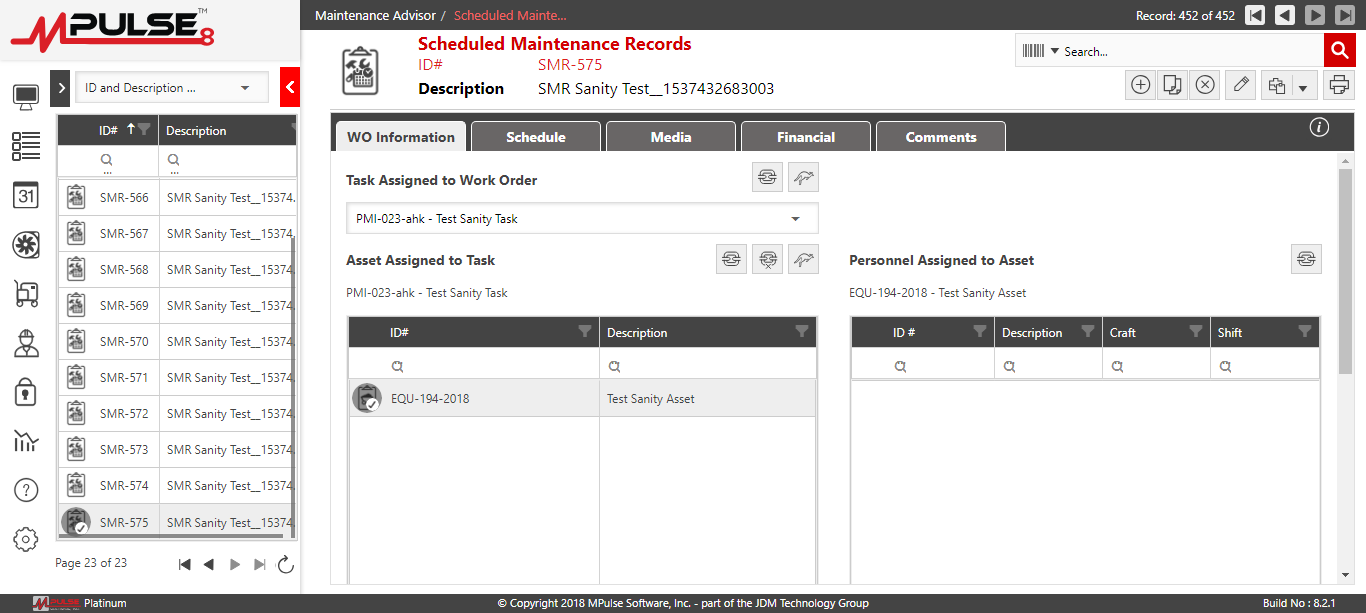 MPULSE™ 8
Maintenance Advisor / Scheduled Mainte...
Record: 452 of 452
Scheduled Maintenance Records
ID# SMR-575
Description SMR Sanity Test__1537432683003
Search...
ID and Description ...
ID# Description
...
...
SMR-566 SMR Sanity Test__15374.
SMR-567 SMR Sanity Test__15374.
SMR-568 SMR Sanity Test__15374.
SMR-569 SMR Sanity Test__15374.
SMR-570 SMR Sanity Test__15374.
SMR-571 SMR Sanity Test__15374.
SMR-572 SMR Sanity Test__15374.
SMR-573 SMR Sanity Test__15374.
SMR-574 SMR Sanity Test__15374.
SMR-575 SMR Sanity Test__15374.
Page 23 of 23
31
?
WO Information Schedule Media Financial Comments
i
Task Assigned to Work Order
PMI-023-ahk - Test Sanity Task
Asset Assigned to Task
PMI-023-ahk - Test Sanity Task
ID# Description
EQU-194-2018 Test Sanity Asset
Personnel Assigned to Asset
EQU-194-2018 - Test Sanity Asset
ID # Description Craft Shift
MPULSE Platinum
© Copyright 2018 MPulse Software, Inc. - part of the JDM Technology Group
Build No : 8.2.1